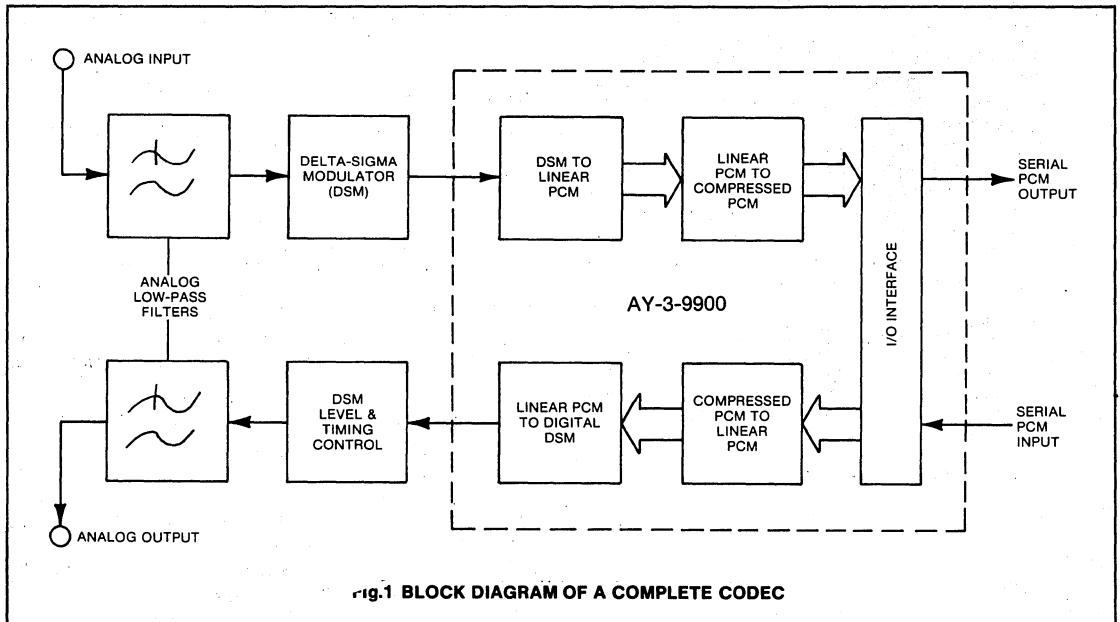 ANALOG INPUT
DELTA-SIGMA
MODULATOR
(DSM)
DSM TO
LINEAR
PCM
LINEAR
PCM TO
COMPRESSED
PCM
SERIAL
PCM
OUTPUT
ANALOG
LOW-PASS
FILTERS
AY-3-9900
I/O INTERFACE
DSM
LEVEL &
TIMING
CONTROL
LINEAR PCM
TO DIGITAL
DSM
COMPRESSED
PCM TO
LINEAR
PCM
SERIAL
PCM
INPUT
ANALOG OUTPUT
Fig.1 BLOCK DIAGRAM OF A COMPLETE CODEC